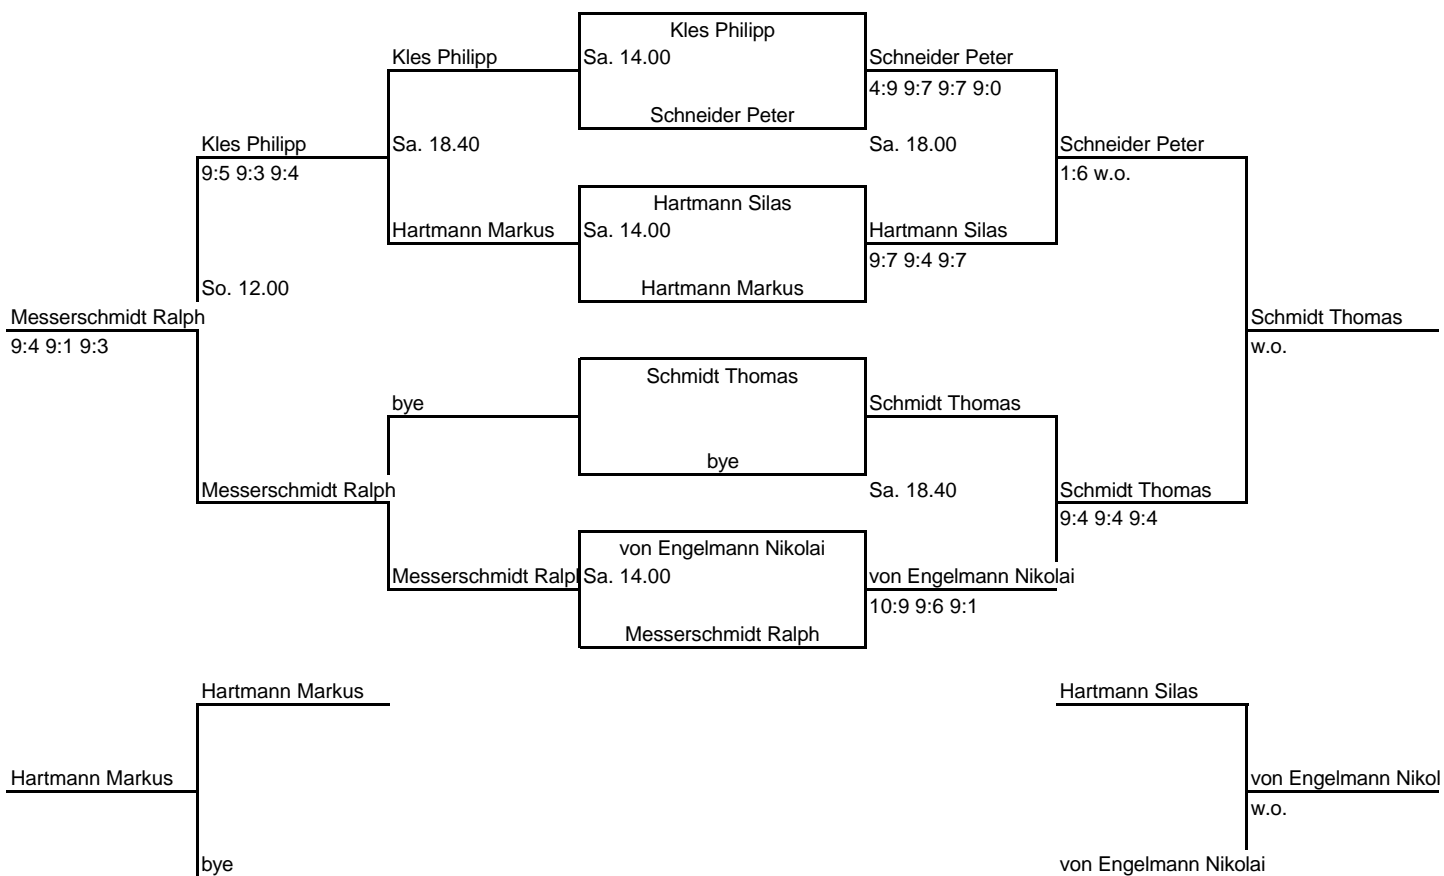 Kles Philipp
Kles Philipp
Sa. 14.00
Schneider Peter
4:9 9:7 9:7 9:0
Schneider Peter
Kles Philipp
Sa. 18.40
Sa. 18.00
Schneider Peter
9:5 9:3 9:4
1:6 w.o.
Hartmann Silas
Hartmann Markus
Sa. 14.00
Hartmann Silas
9:7 9:4 9:7
So. 12.00
Hartmann Markus
Messerschmidt Ralph
Schmidt Thomas
9:4 9:1 9:3
w.o.
Schmidt Thomas
bye
Schmidt Thomas
bye
Messerschmidt Ralph
Sa. 18.40
Schmidt Thomas
9:4 9:4 9:4
von Engelmann Nikolai
Messerschmidt Ralph
Sa. 14.00
von Engelmann Nikolai
10:9 9:6 9:1
Messerschmidt Ralph
Hartmann Markus
Hartmann Silas
Hartmann Markus
von Engelmann Nikol
w.o.
bye
von Engelmann Nikolai